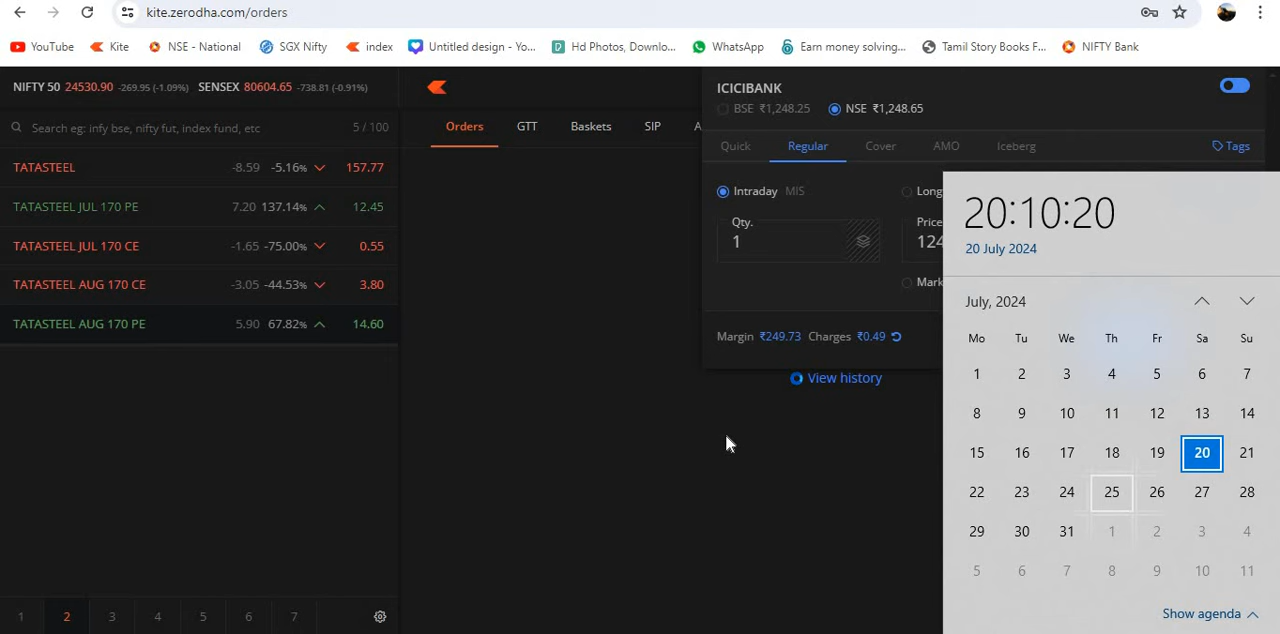 kite.zerodha.com/orders
YouTube Kite NSE - National SGX Nifty index Untitled design - Yo... Hd Photos, Downlo... WhatsApp Earn money solving... Tamil Story Books F... NIFTY Bank
NIFTY 50 24530.90 -269.95 (-1.09%) SENSEX 80604.65 -738.81 (-0.91%)
Search eg: infy bse, nifty fut, index fund, etc 5 / 100
TATASTEEL -8.59 -5.16% 157.77
TATASTEEL JUL 170 PE 7.20 137.14% 12.45
TATASTEEL JUL 170 CE -1.65 -75.00% 0.55
TATASTEEL AUG 170 CE -3.05 -44.53% 3.80
TATASTEEL AUG 170 PE 5.90 67.82% 14.60
1 2 3 4 5 6 7
Orders GTT Baskets SIP A
ICICIBANK
BSE ₹1,248.25 NSE ₹1,248.65
Quick Regular Cover AMO Iceberg Tags
Intraday MIS Long
Qty. Price
1 124
Mark
Margin ₹249.73 Charges ₹0.49
View history
20:10:20
20 July 2024
July, 2024
Mo Tu We Th Fr Sa Su
1 2 3 4 5 6 7
8 9 10 11 12 13 14
15 16 17 18 19 20 21
22 23 24 25 26 27 28
29 30 31 1 2 3 4
5 6 7 8 9 10 11
Show agenda